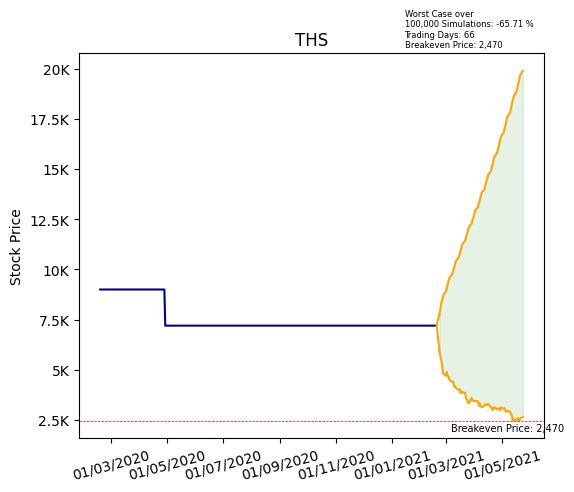 Worst Case over
100,000 Simulations: -65.71 %
Trading Days: 66
Breakeven Price: 2,470
THS
Stock Price
20K
17.5K
15K
12.5K
10K
7.5K
5K
2.5K
Breakeven Price: 2,470
01/03/2020
01/05/2020
01/07/2020
01/09/2020
01/11/2020
01/01/2021
01/03/2021
01/05/2021